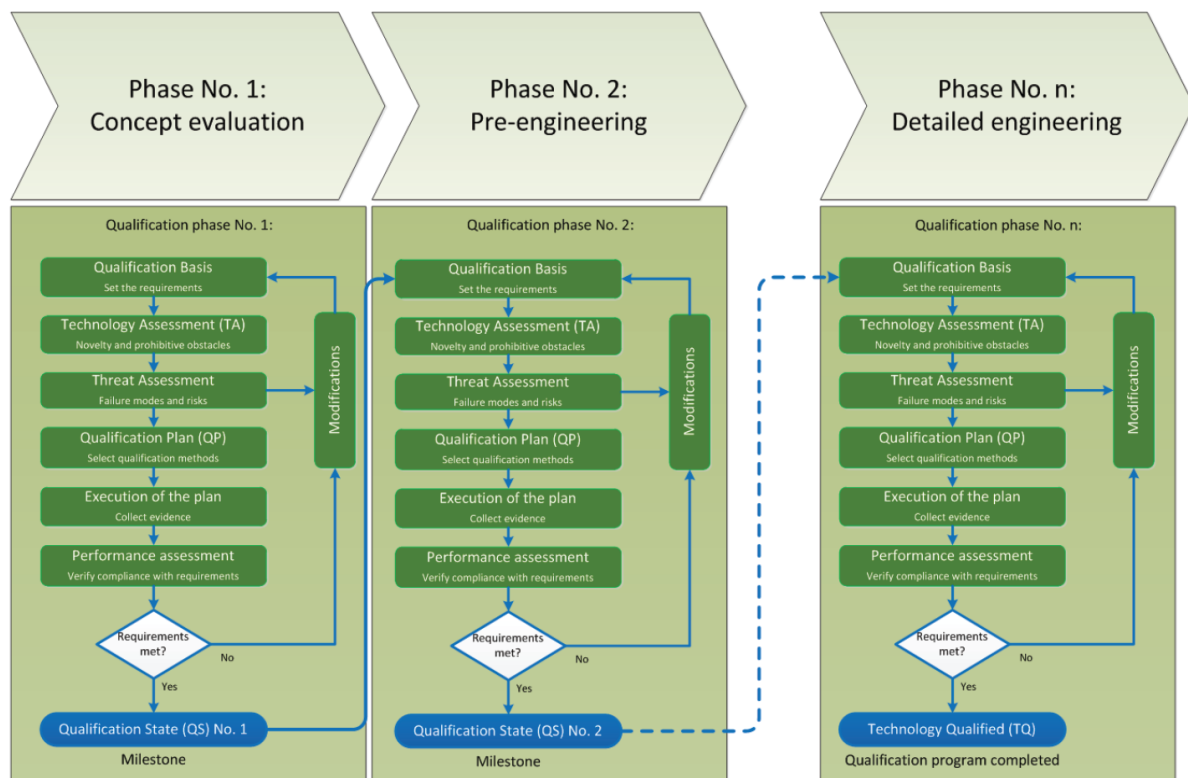 Phase No. 1:
Concept evaluation
Phase No. 2:
Pre-engineering
Phase No. n:
Detailed engineering
Qualification phase No. 1:
Qualification Basis
Set the requirements
Technology Assessment (TA)
Novelty and prohibitive obstacles
Threat Assessment
Failure modes and risks
Qualification Plan (QP)
Select qualification methods
Execution of the plan
Collect evidence
Performance assessment
Verify compliance with requirements
Modifications
Requirements
met?
No
Yes
Qualification State (QS) No. 1
Milestone
Qualification phase No. 2:
Qualification Basis
Set the requirements
Technology Assessment (TA)
Novelty and prohibitive obstacles
Threat Assessment
Failure modes and risks
Qualification Plan (QP)
Select qualification methods
Execution of the plan
Collect evidence
Performance assessment
Verify compliance with requirements
Modifications
Requirements
met?
No
Yes
Qualification State (QS) No. 2
Milestone
Qualification phase No. n:
Qualification Basis
Set the requirements
Technology Assessment (TA)
Novelty and prohibitive obstacles
Threat Assessment
Failure modes and risks
Qualification Plan (QP)
Select qualification methods
Execution of the plan
Collect evidence
Performance assessment
Verify compliance with requirements
Modifications
Requirements
met?
No
Yes
Technology Qualified (TQ)
Qualification program completed